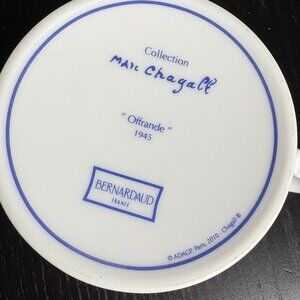 Collection
Marc Chagall
" Offrande "
1945
BERNARDAUD
FRANCE
© ADAGP, Paris, 2010 - Chagall ®